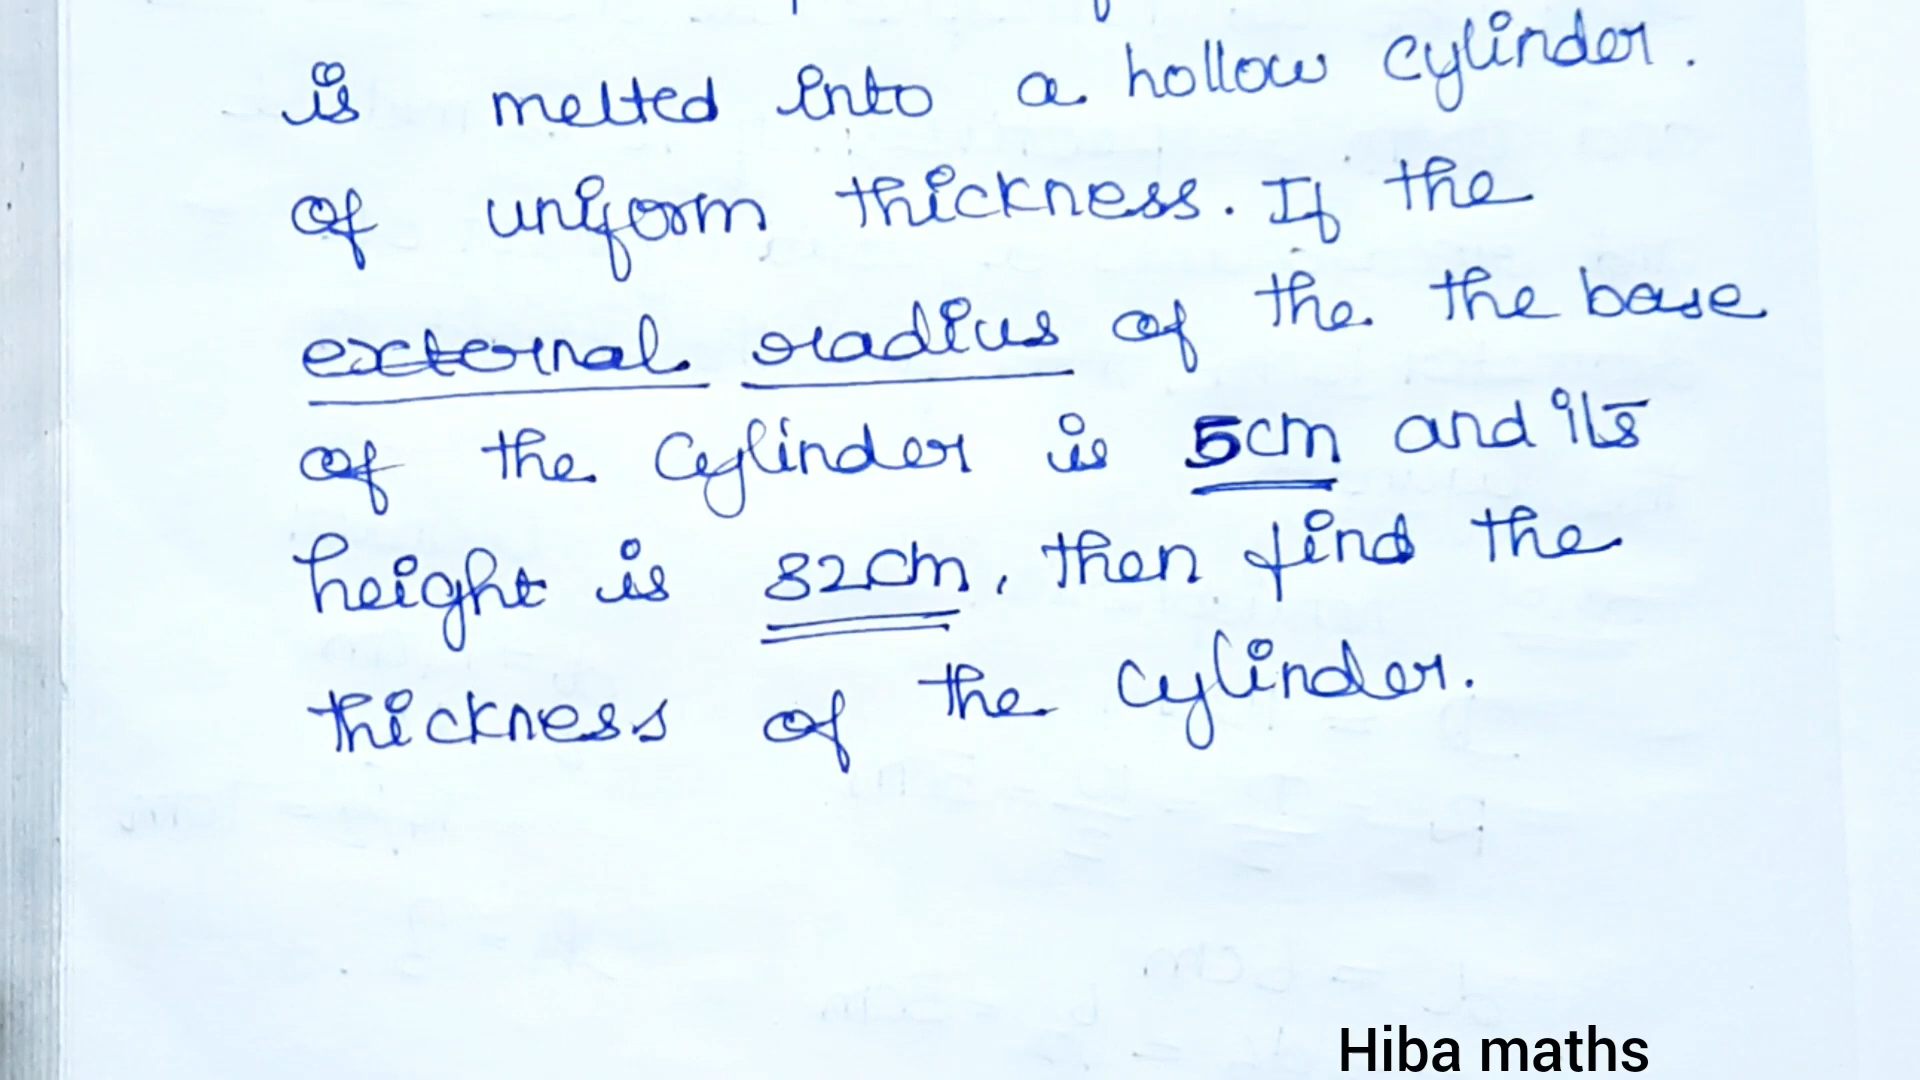 is melted into a hollow cylinder.
of uniform thickness. If the
external radius of the the base
of the Cylinder is 5cm and its
height is 32cm, then find the
thickness of the cylinder.
Hiba maths